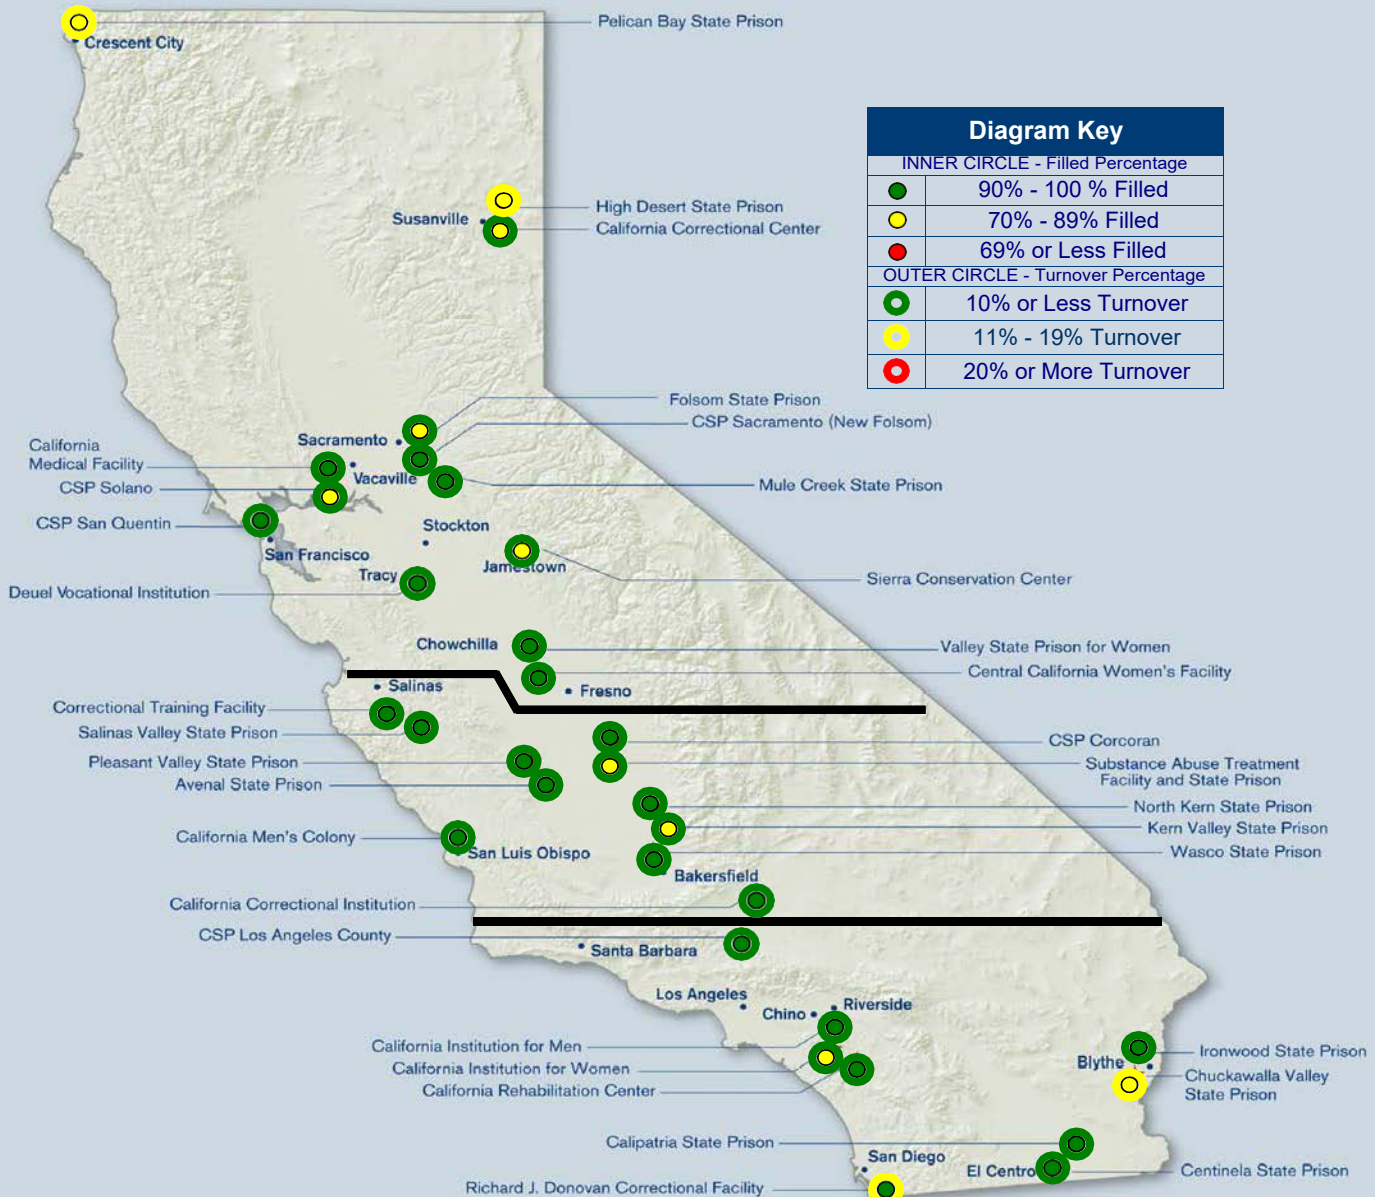 Pelican Bay State Prison
Crescent City
Diagram Key
INNER CIRCLE - Filled Percentage
90% - 100 % Filled
70% - 89% Filled
69% or Less Filled
OUTER CIRCLE - Turnover Percentage
10% or Less Turnover
11% - 19% Turnover
20% or More Turnover
High Desert State Prison
Susanville
California Correctional Center
Folsom State Prison
CSP Sacramento (New Folsom)
Sacramento
California
Medical Facility
Vacaville
CSP Solano
Mule Creek State Prison
CSP San Quentin
Stockton
San Francisco
Jamestown
Tracy
Sierra Conservation Center
Deuel Vocational Institution
Chowchilla
Valley State Prison for Women
Central California Women's Facility
Salinas
Fresno
Correctional Training Facility
Salinas Valley State Prison
CSP Corcoran
Pleasant Valley State Prison
Substance Abuse Treatment
Facility and State Prison
Avenal State Prison
North Kern State Prison
Kern Valley State Prison
California Men's Colony
San Luis Obispo
Wasco State Prison
Bakersfield
California Correctional Institution
CSP Los Angeles County
Santa Barbara
Los Angeles
Riverside
Chino
California Institution for Men
California Institution for Women
California Rehabilitation Center
Ironwood State Prison
Blythe
Chuckawalla Valley
State Prison
Calipatria State Prison
San Diego
El Centro
Centinela State Prison
Richard J. Donovan Correctional Facility